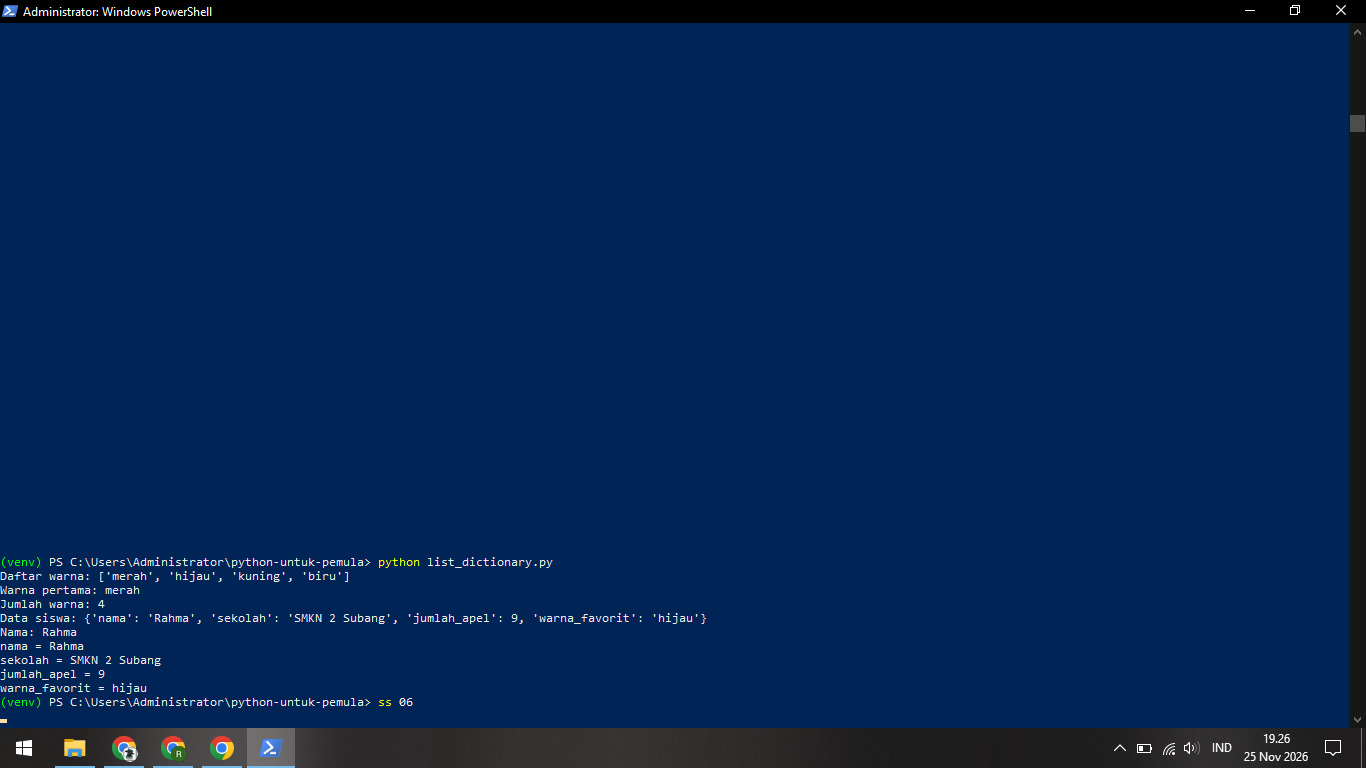 Administrator: Windows PowerShell
(venv) PS C:\Users\Administrator\python-untuk-pemula> python list_dictionary.py
Daftar warna: ['merah', 'hijau', 'kuning', 'biru']
Warna pertama: merah
Jumlah warna: 4
Data siswa: {'nama': 'Rahma', 'sekolah': 'SMKN 2 Subang', 'jumlah_apel': 9, 'warna_favorit': 'hijau'}
Nama: Rahma
nama = Rahma
sekolah = SMKN 2 Subang
jumlah_apel = 9
warna_favorit = hijau
(venv) PS C:\Users\Administrator\python-untuk-pemula> ss 06
R
IND
19.26
25 Nov 2026